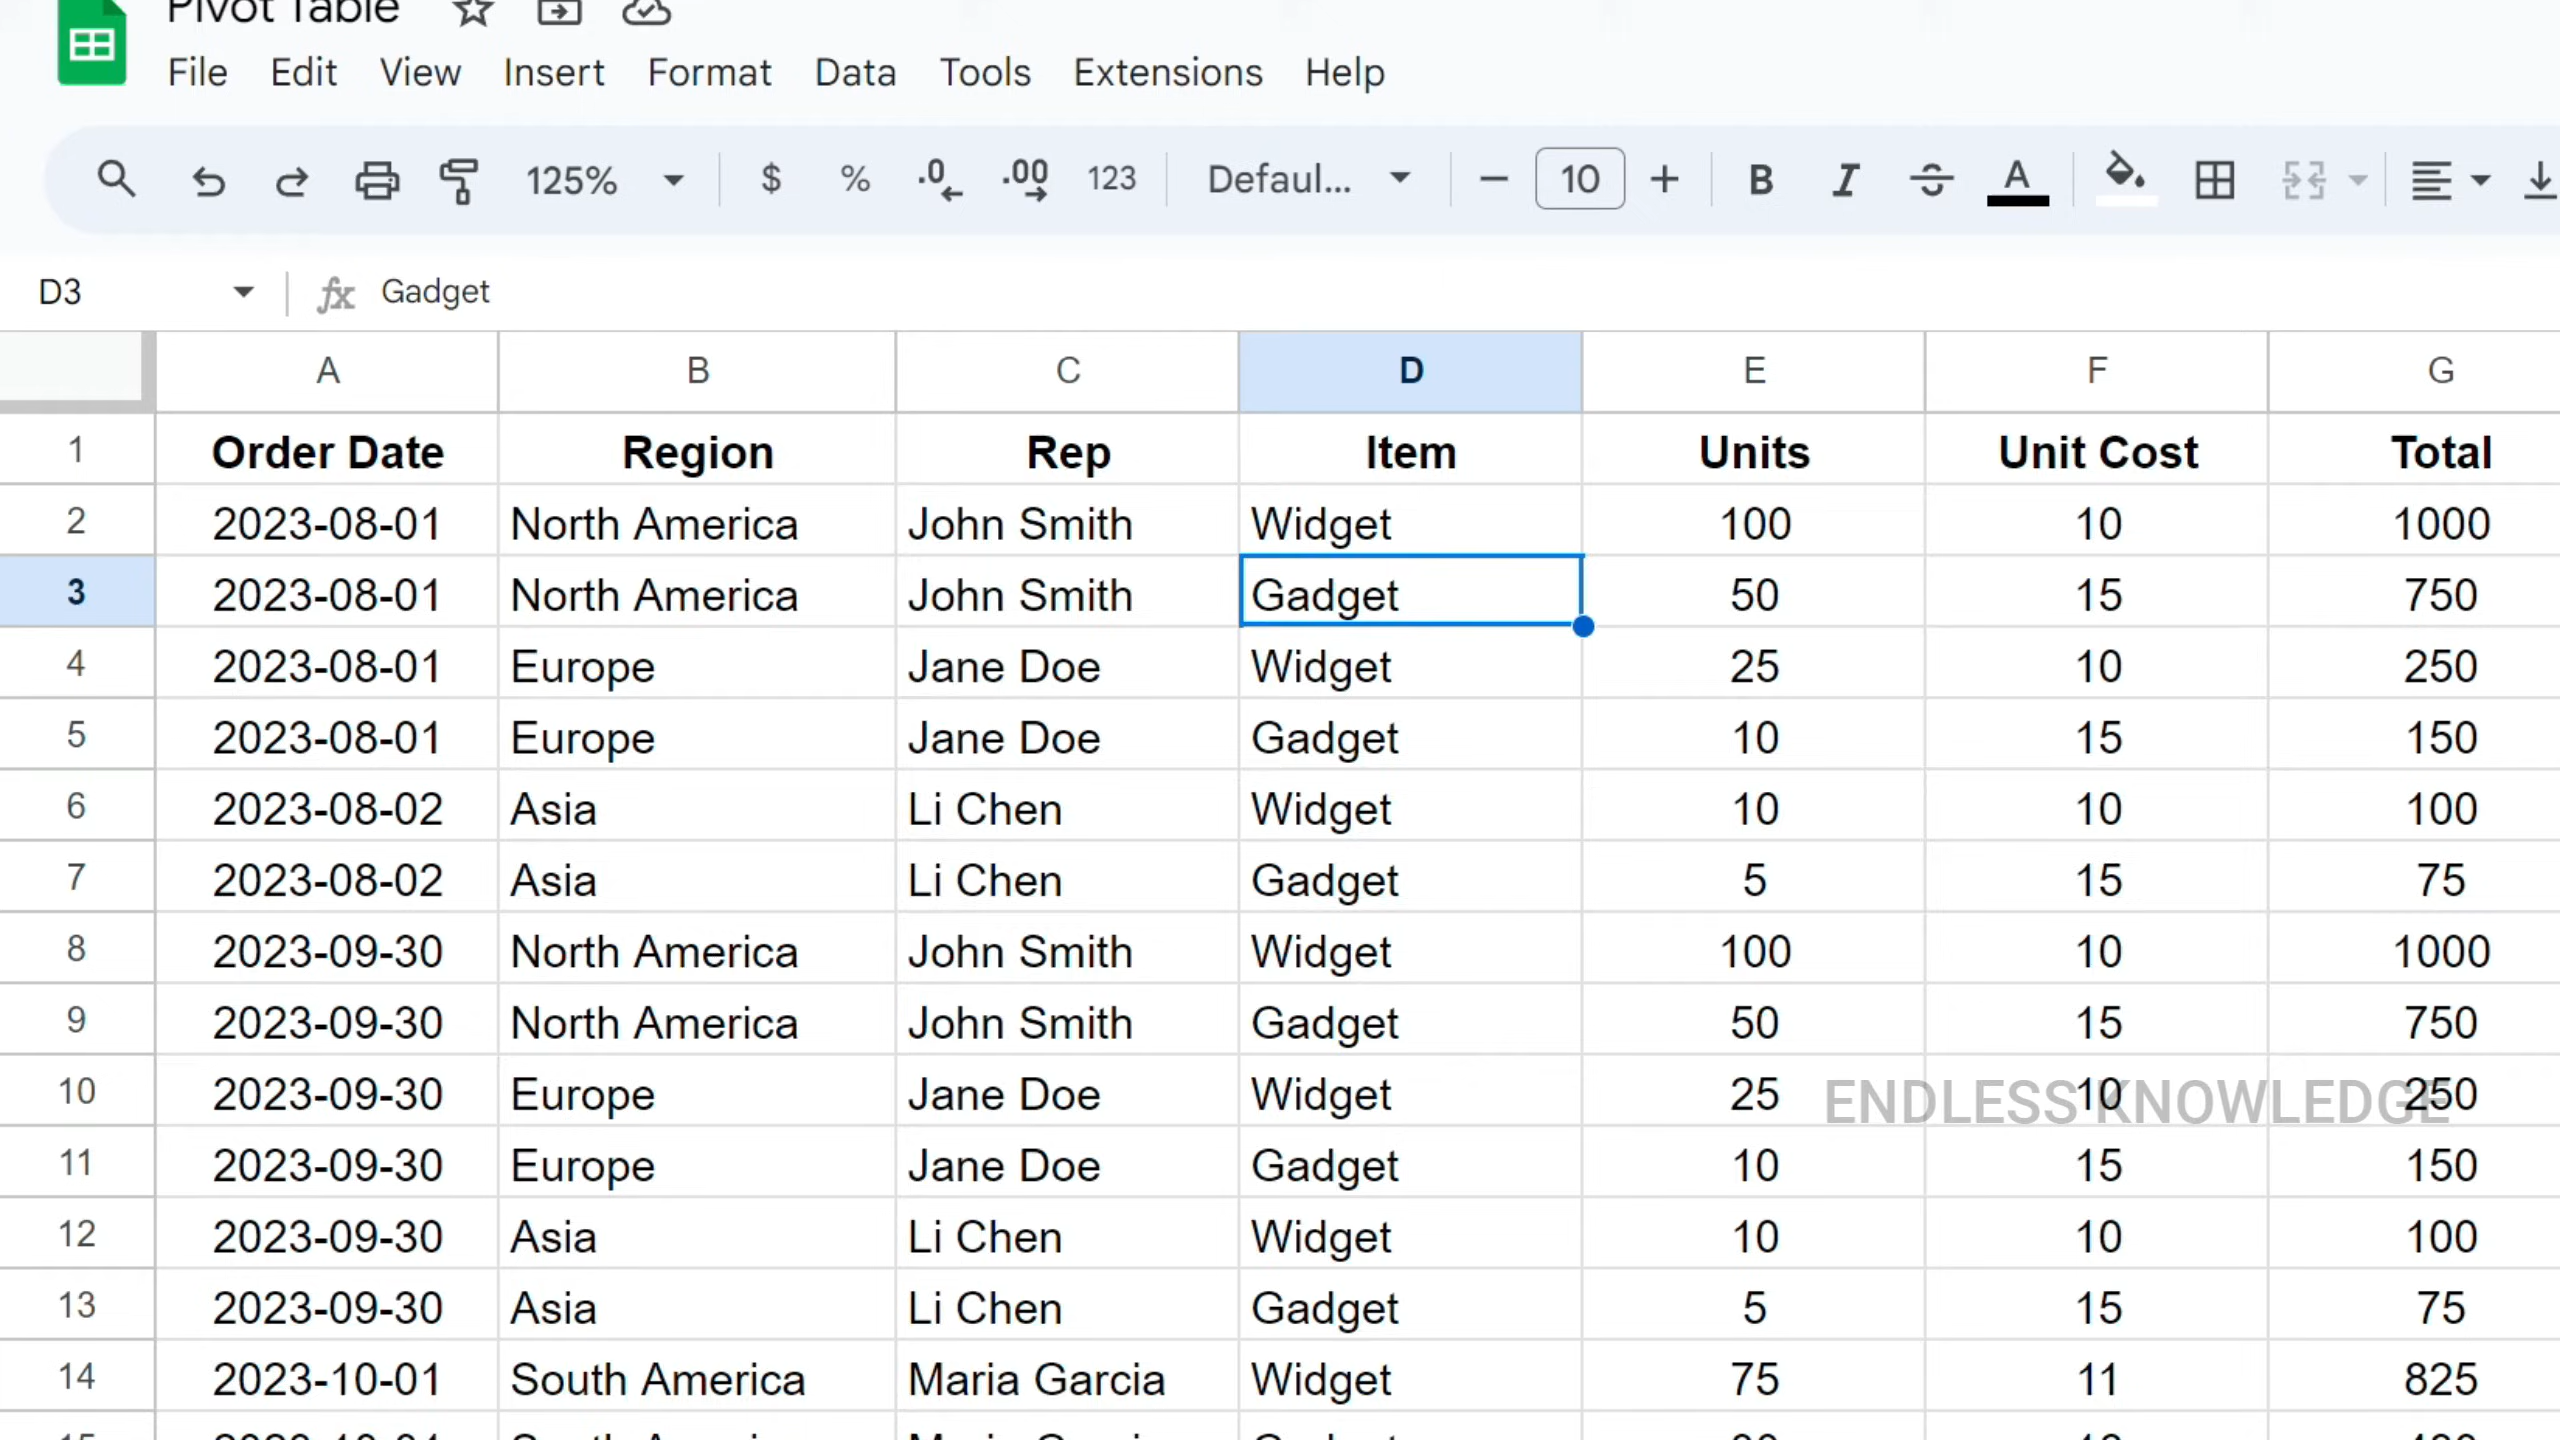 Pivot Table
File Edit View Insert Format Data Tools Extensions Help
125% $ % .0 .00 123 Defaul... 10 B I A
D3 fx Gadget
A B C D E F G
1 Order Date Region Rep Item Units Unit Cost Total
2 2023-08-01 North America John Smith Widget 100 10 1000
3 2023-08-01 North America John Smith Gadget 50 15 750
4 2023-08-01 Europe Jane Doe Widget 25 10 250
5 2023-08-01 Europe Jane Doe Gadget 10 15 150
6 2023-08-02 Asia Li Chen Widget 10 10 100
7 2023-08-02 Asia Li Chen Gadget 5 15 75
8 2023-09-30 North America John Smith Widget 100 10 1000
9 2023-09-30 North America John Smith Gadget 50 15 750
10 2023-09-30 Europe Jane Doe Widget 25 10 250
ENDLESS KNOWLEDGE
11 2023-09-30 Europe Jane Doe Gadget 10 15 150
12 2023-09-30 Asia Li Chen Widget 10 10 100
13 2023-09-30 Asia Li Chen Gadget 5 15 75
14 2023-10-01 South America Maria Garcia Widget 75 11 825